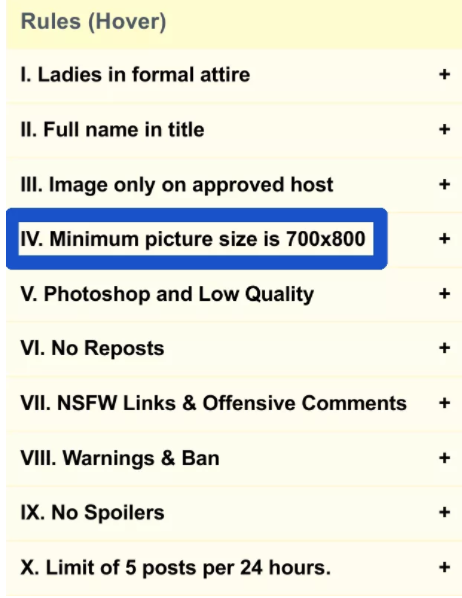 Rules (Hover)
I. Ladies in formal attire +
II. Full name in title +
III. Image only on approved host +
IV. Minimum picture size is 700x800 +
V. Photoshop and Low Quality +
VI. No Reposts +
VII. NSFW Links & Offensive Comments +
VIII. Warnings & Ban +
IX. No Spoilers +
X. Limit of 5 posts per 24 hours. +